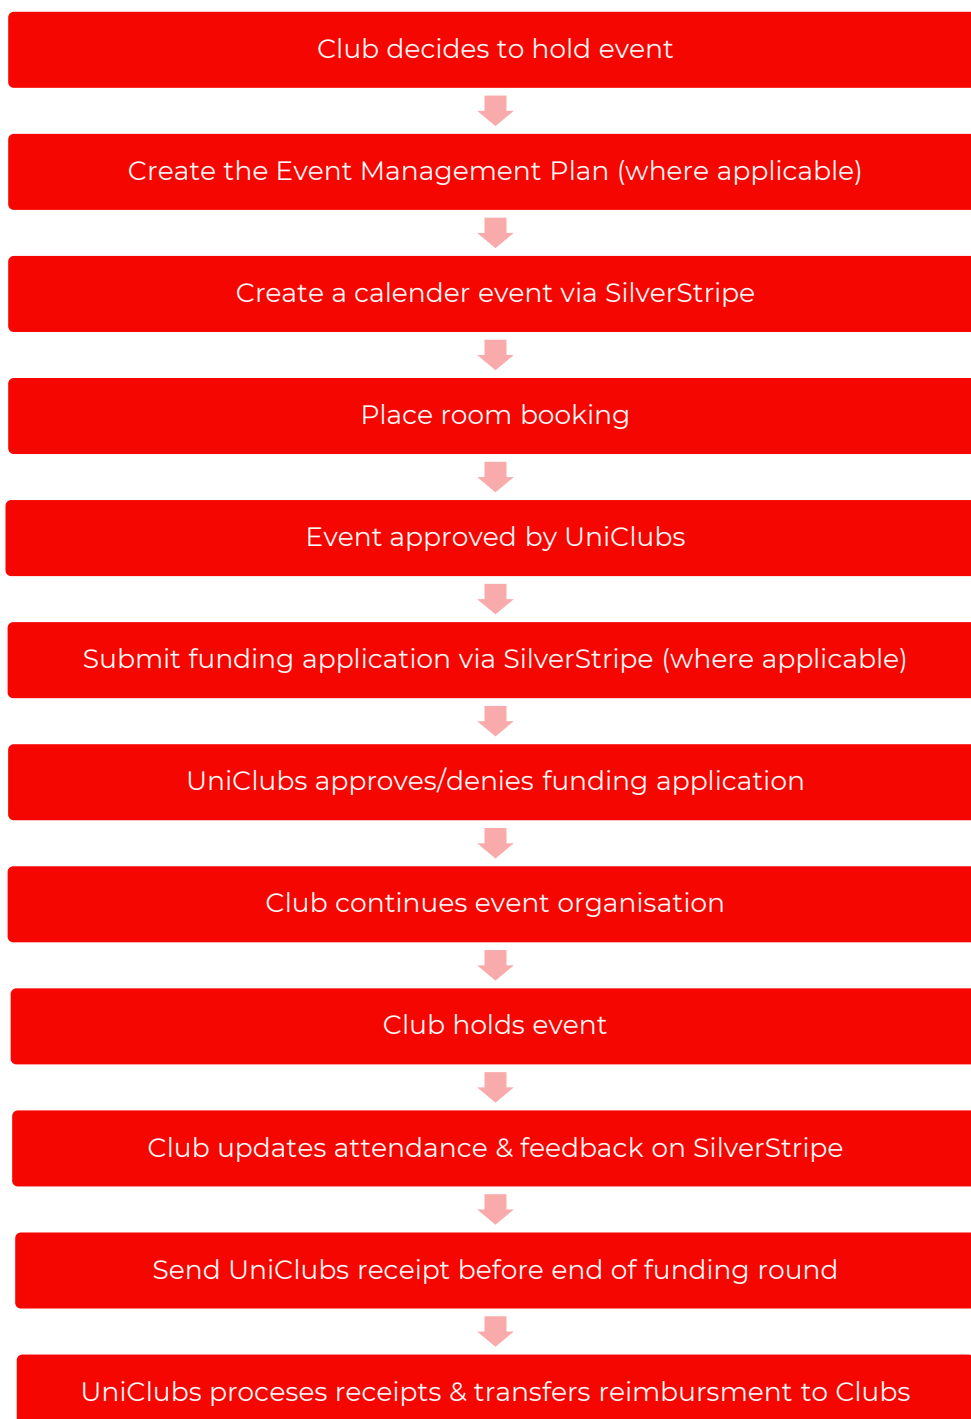 Club decides to hold event
Create the Event Management Plan (where applicable)
Create a calender event via SilverStripe
Place room booking
Event approved by UniClubs
Submit funding application via SilverStripe (where applicable)
UniClubs approves/denies funding application
Club continues event organisation
Club holds event
Club updates attendance & feedback on SilverStripe
Send UniClubs receipt before end of funding round
UniClubs proceses receipts & transfers reimbursment to Clubs